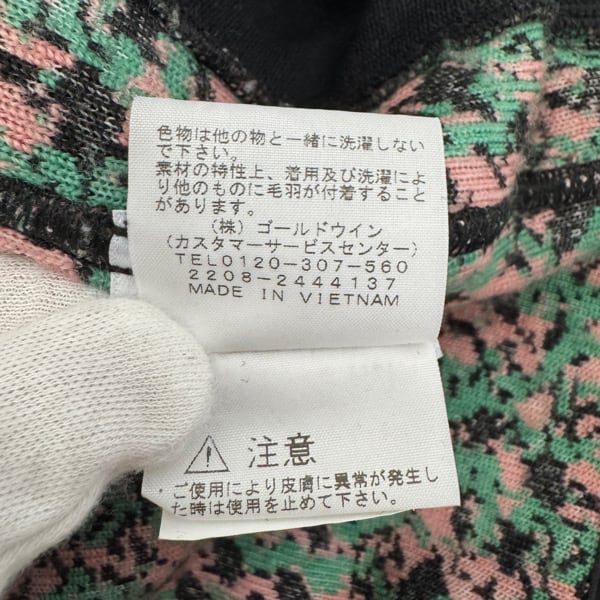 色物は他の物と一緒に洗濯しない
で下さい。
素材の特性上、着用及び洗濯によ
り他のものに毛羽が付着すること
があります。
(株) ゴールドウイン
(カスタマーサービスセンター)
TEL0120-307-560
2208-2444137
MADE IN VIETNAM
注意
・ご使用により皮膚に異常が発生し
た時は使用を止めて下さい。